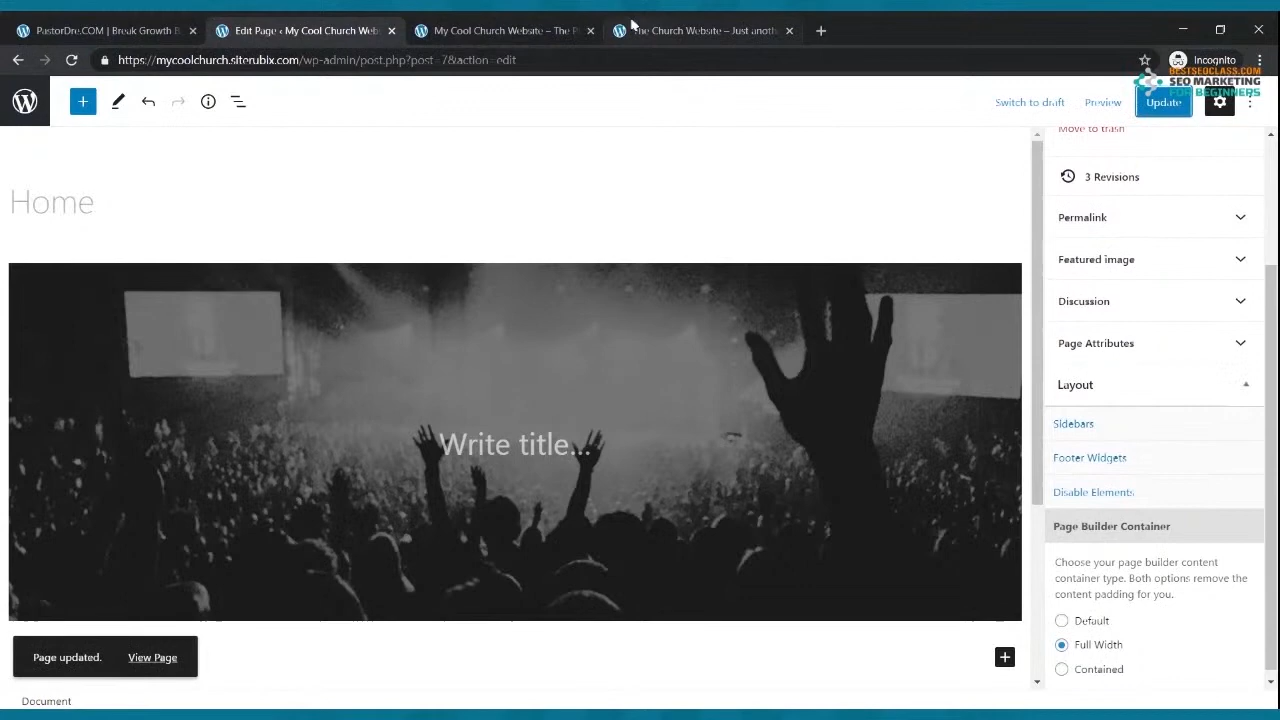 PastorDre.COM | Break Growth B
Edit Page ‹ My Cool Church Web
My Cool Church Website – The P
he Church Website – Just anoth
https://mycoolchurch.siterubix.com/wp-admin/post.php?post=7&action=edit
Incognito
BESTSEOCLASS.COM
SEO MARKETING
FOR BEGINNERS
Switch to draft
Preview
Update
Move to trash
3 Revisions
Home
Permalink
Featured image
Discussion
Page Attributes
Layout
Sidebars
Write title...
Footer Widgets
Disable Elements
Page Builder Container
Choose your page builder content
container type. Both options remove the
content padding for you.
Default
Full Width
Contained
Page updated.
View Page
Document